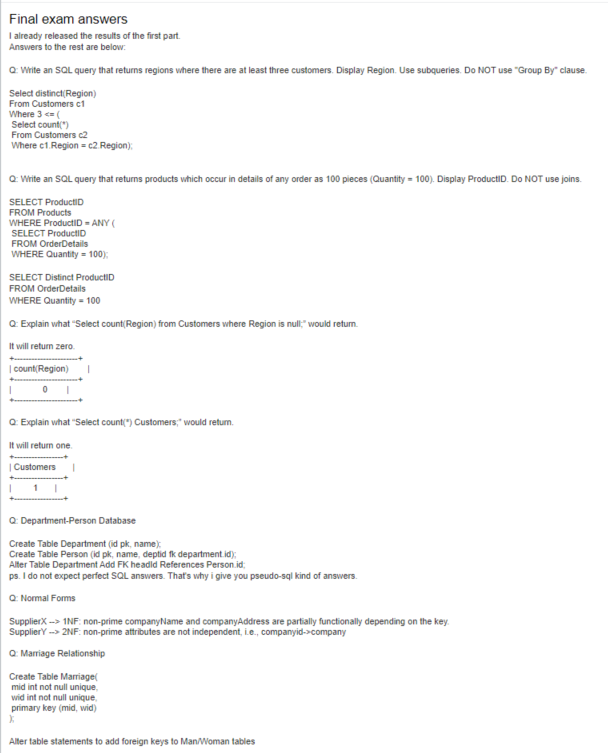 Final exam answers
I already released the results of the first part.
Answers to the rest are below:
Q: Write an SQL query that returns regions where there are at least three customers. Display Region. Use subqueries. Do NOT use "Group By" clause.
Select distinct(Region)
From Customers c1
Where 3 <= (
Select count(*)
From Customers c2
Where c1.Region = c2.Region);
Q: Write an SQL query that returns products which occur in details of any order as 100 pieces (Quantity = 100). Display ProductID. Do NOT use joins.
SELECT ProductID
FROM Products
WHERE ProductID = ANY (
SELECT ProductID
FROM OrderDetails
WHERE Quantity = 100);
SELECT Distinct ProductID
FROM OrderDetails
WHERE Quantity = 100
Q: Explain what “Select count(Region) from Customers where Region is null;” would return.
It will return zero.
+----------------------+
| count(Region) |
+----------------------+
| 0 |
+----------------------+
Q: Explain what “Select count(*) Customers;” would return.
It will return one.
+-----------------+
| Customers |
+-----------------+
| 1 |
+-----------------+
Q: Department-Person Database
Create Table Department (id pk, name);
Create Table Person (id pk, name, deptid fk department.id);
Alter Table Department Add FK headId References Person.id;
ps. I do not expect perfect SQL answers. That's why i give you pseudo-sql kind of answers.
Q: Normal Forms
SupplierX --> 1NF: non-prime companyName and companyAddress are partially functionally depending on the key.
SupplierY --> 2NF: non-prime attributes are not independent, i.e., companyid->company
Q: Marriage Relationship
Create Table Marriage(
mid int not null unique,
wid int not null unique,
primary key (mid, wid)
);
Alter table statements to add foreign keys to Man/Woman tables